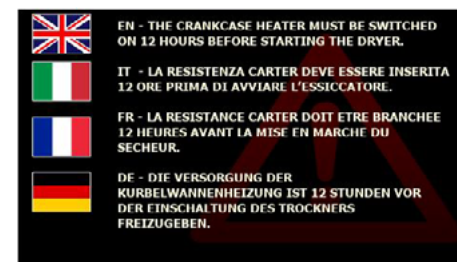 EN - THE CRANKCASE HEATER MUST BE SWITCHED
ON 12 HOURS BEFORE STARTING THE DRYER.
IT - LA RESISTENZA CARTER DEVE ESSERE INSERITA
12 ORE PRIMA DI AVVIARE L'ESSICCATORE.
FR - LA RESISTANCE CARTER DOIT ETRE BRANCHEE
12 HEURES AVANT LA MISE EN MARCHE DU
SECHEUR.
DE - DIE VERSORGUNG DER
KURBELWANNENHEIZUNG IST 12 STUNDEN VOR
DER EINSCHALTUNG DES TROCKNERS
FREIZUGEBEN.